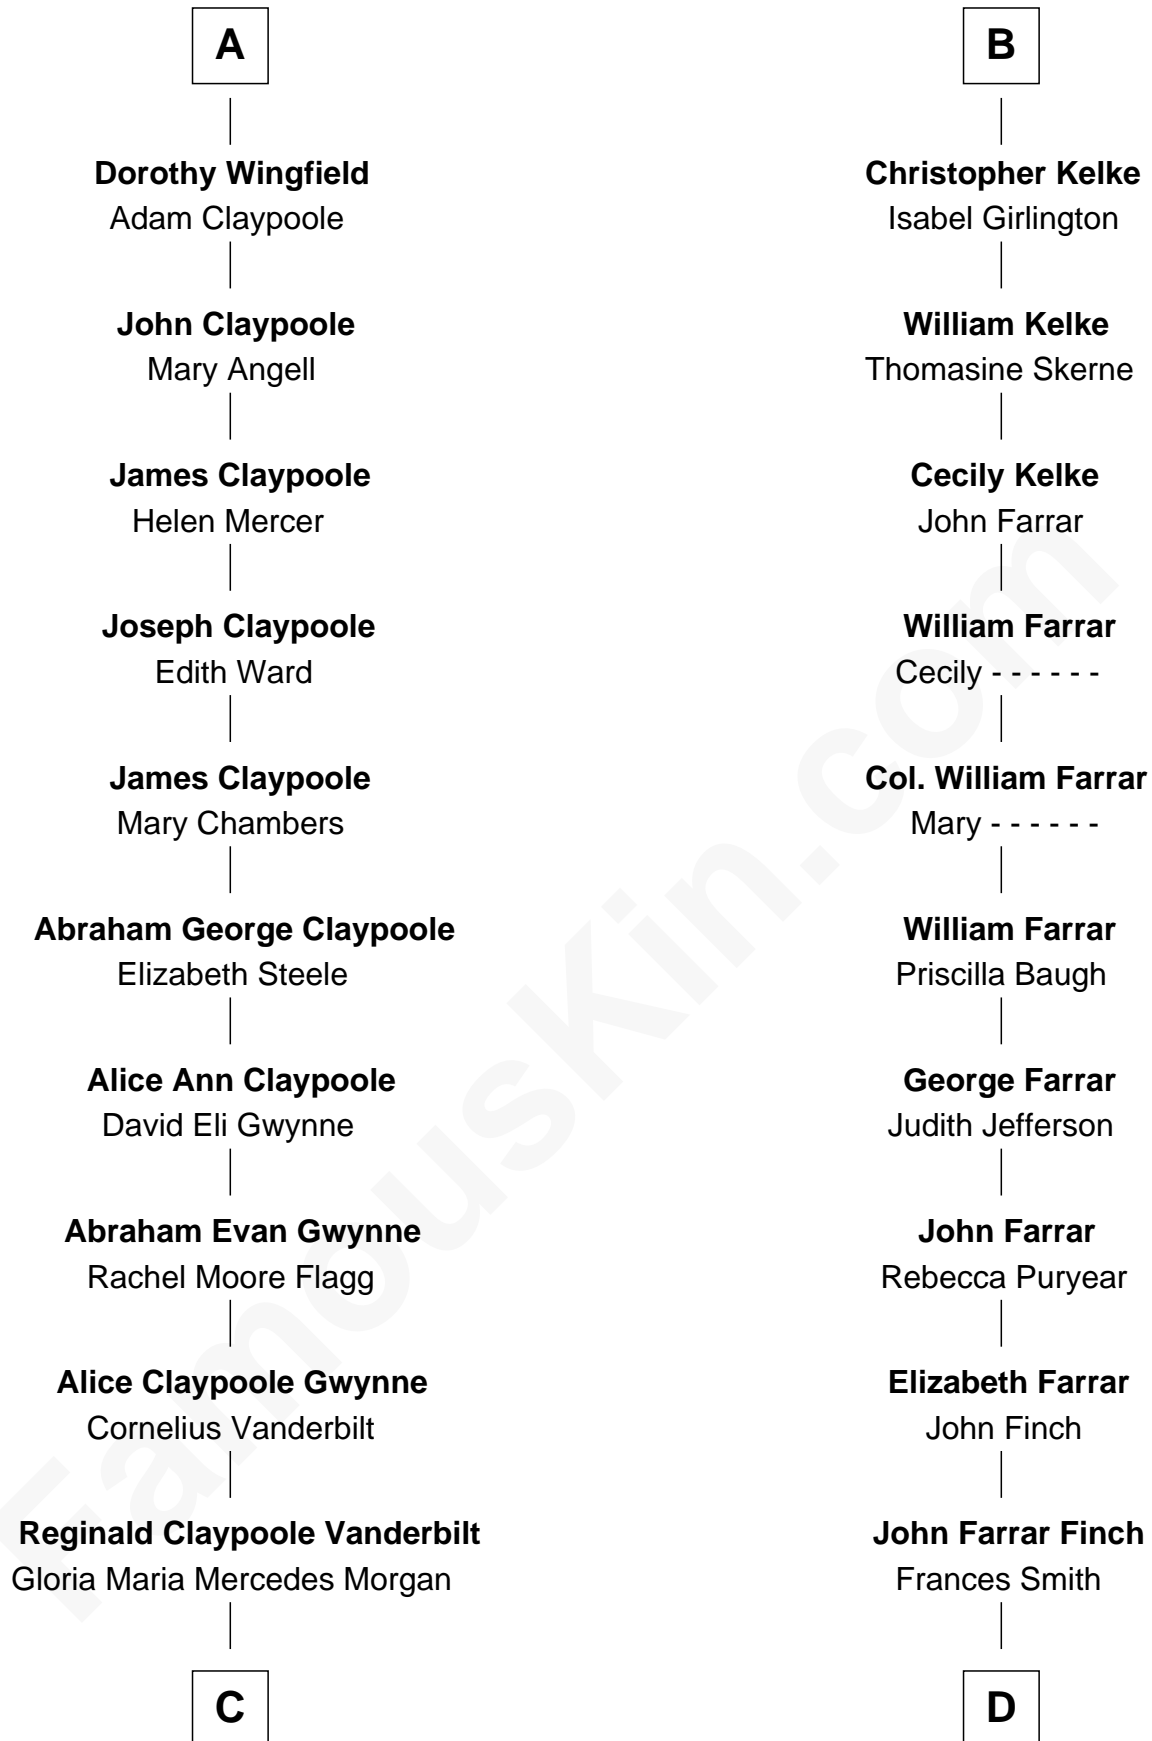 A
Dorothy Wingfield
Adam Claypoole
John Claypoole
Mary Angell
James Claypoole
Helen Mercer
Joseph Claypoole
Edith Ward
James Claypoole
Mary Chambers
Abraham George Claypoole
Elizabeth Steele
Alice Ann Claypoole
David Eli Gwynne
Abraham Evan Gwynne
Rachel Moore Flagg
Alice Claypoole Gwynne
Cornelius Vanderbilt
Reginald Claypoole Vanderbilt
Gloria Maria Mercedes Morgan
C
B
Christopher Kelke
Isabel Girlington
William Kelke
Thomasine Skerne
Cecily Kelke
John Farrar
William Farrar
Cecily - - - - - -
Col. William Farrar
Mary - - - - - -
William Farrar
Priscilla Baugh
George Farrar
Judith Jefferson
John Farrar
Rebecca Puryear
Elizabeth Farrar
John Finch
John Farrar Finch
Frances Smith
D
FamousKin.com